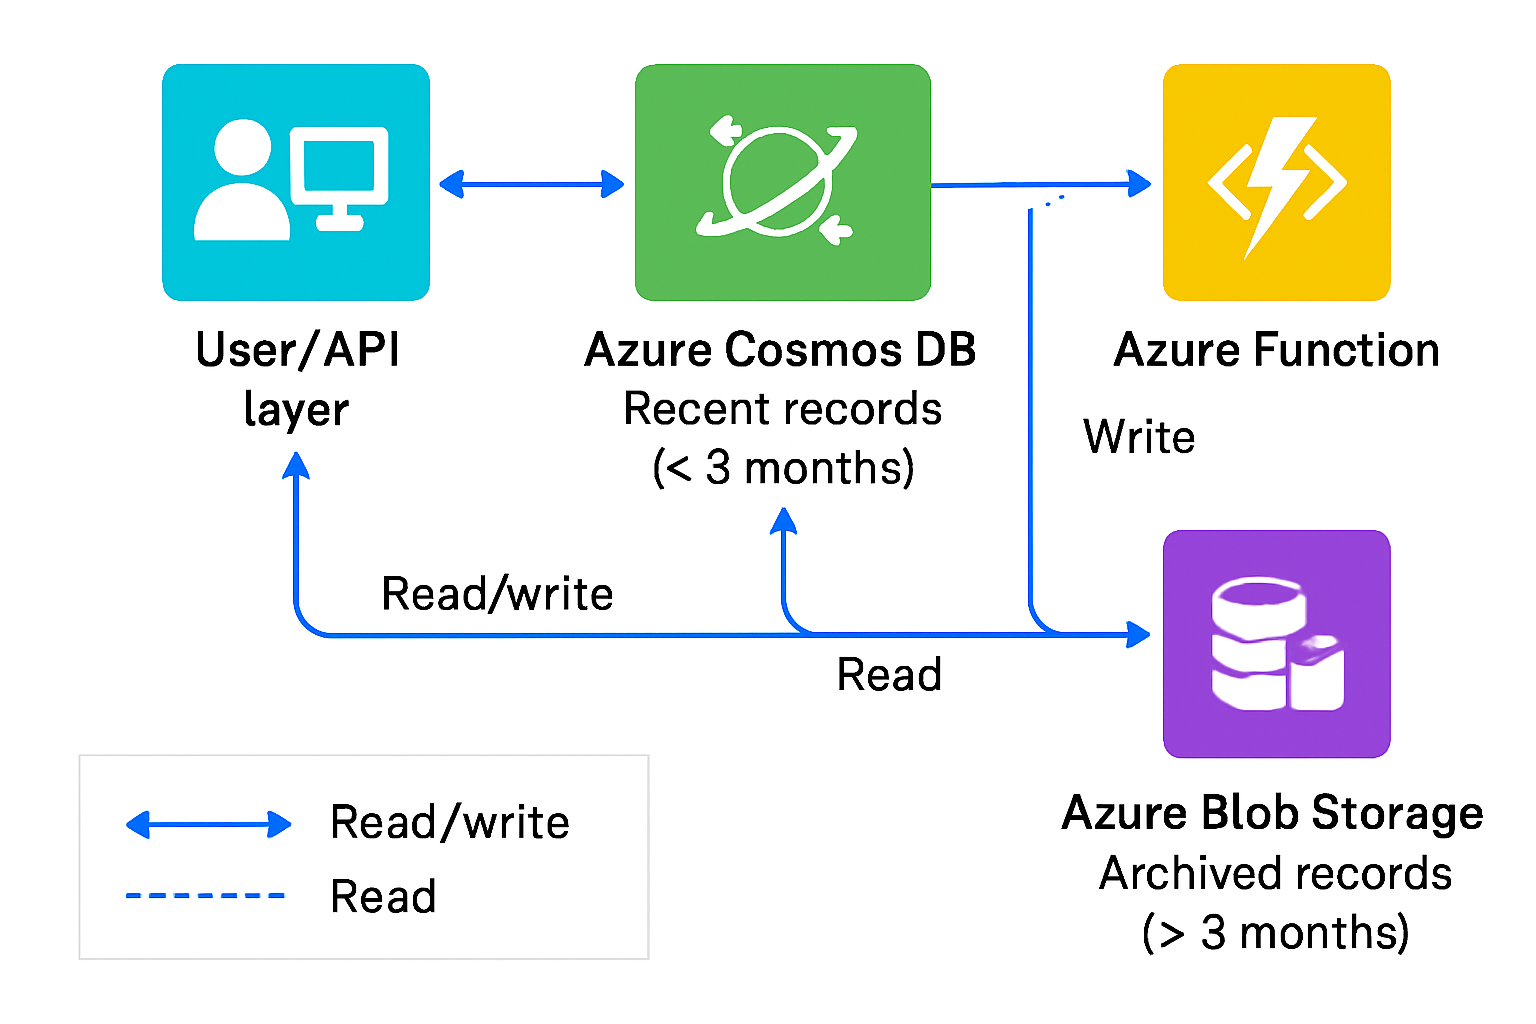 User/API
layer
Azure Cosmos DB
Recent records
(< 3 months)
Azure Function
Write
Read/write
Read
Azure Blob Storage
Archived records
(> 3 months)
Read/write
Read